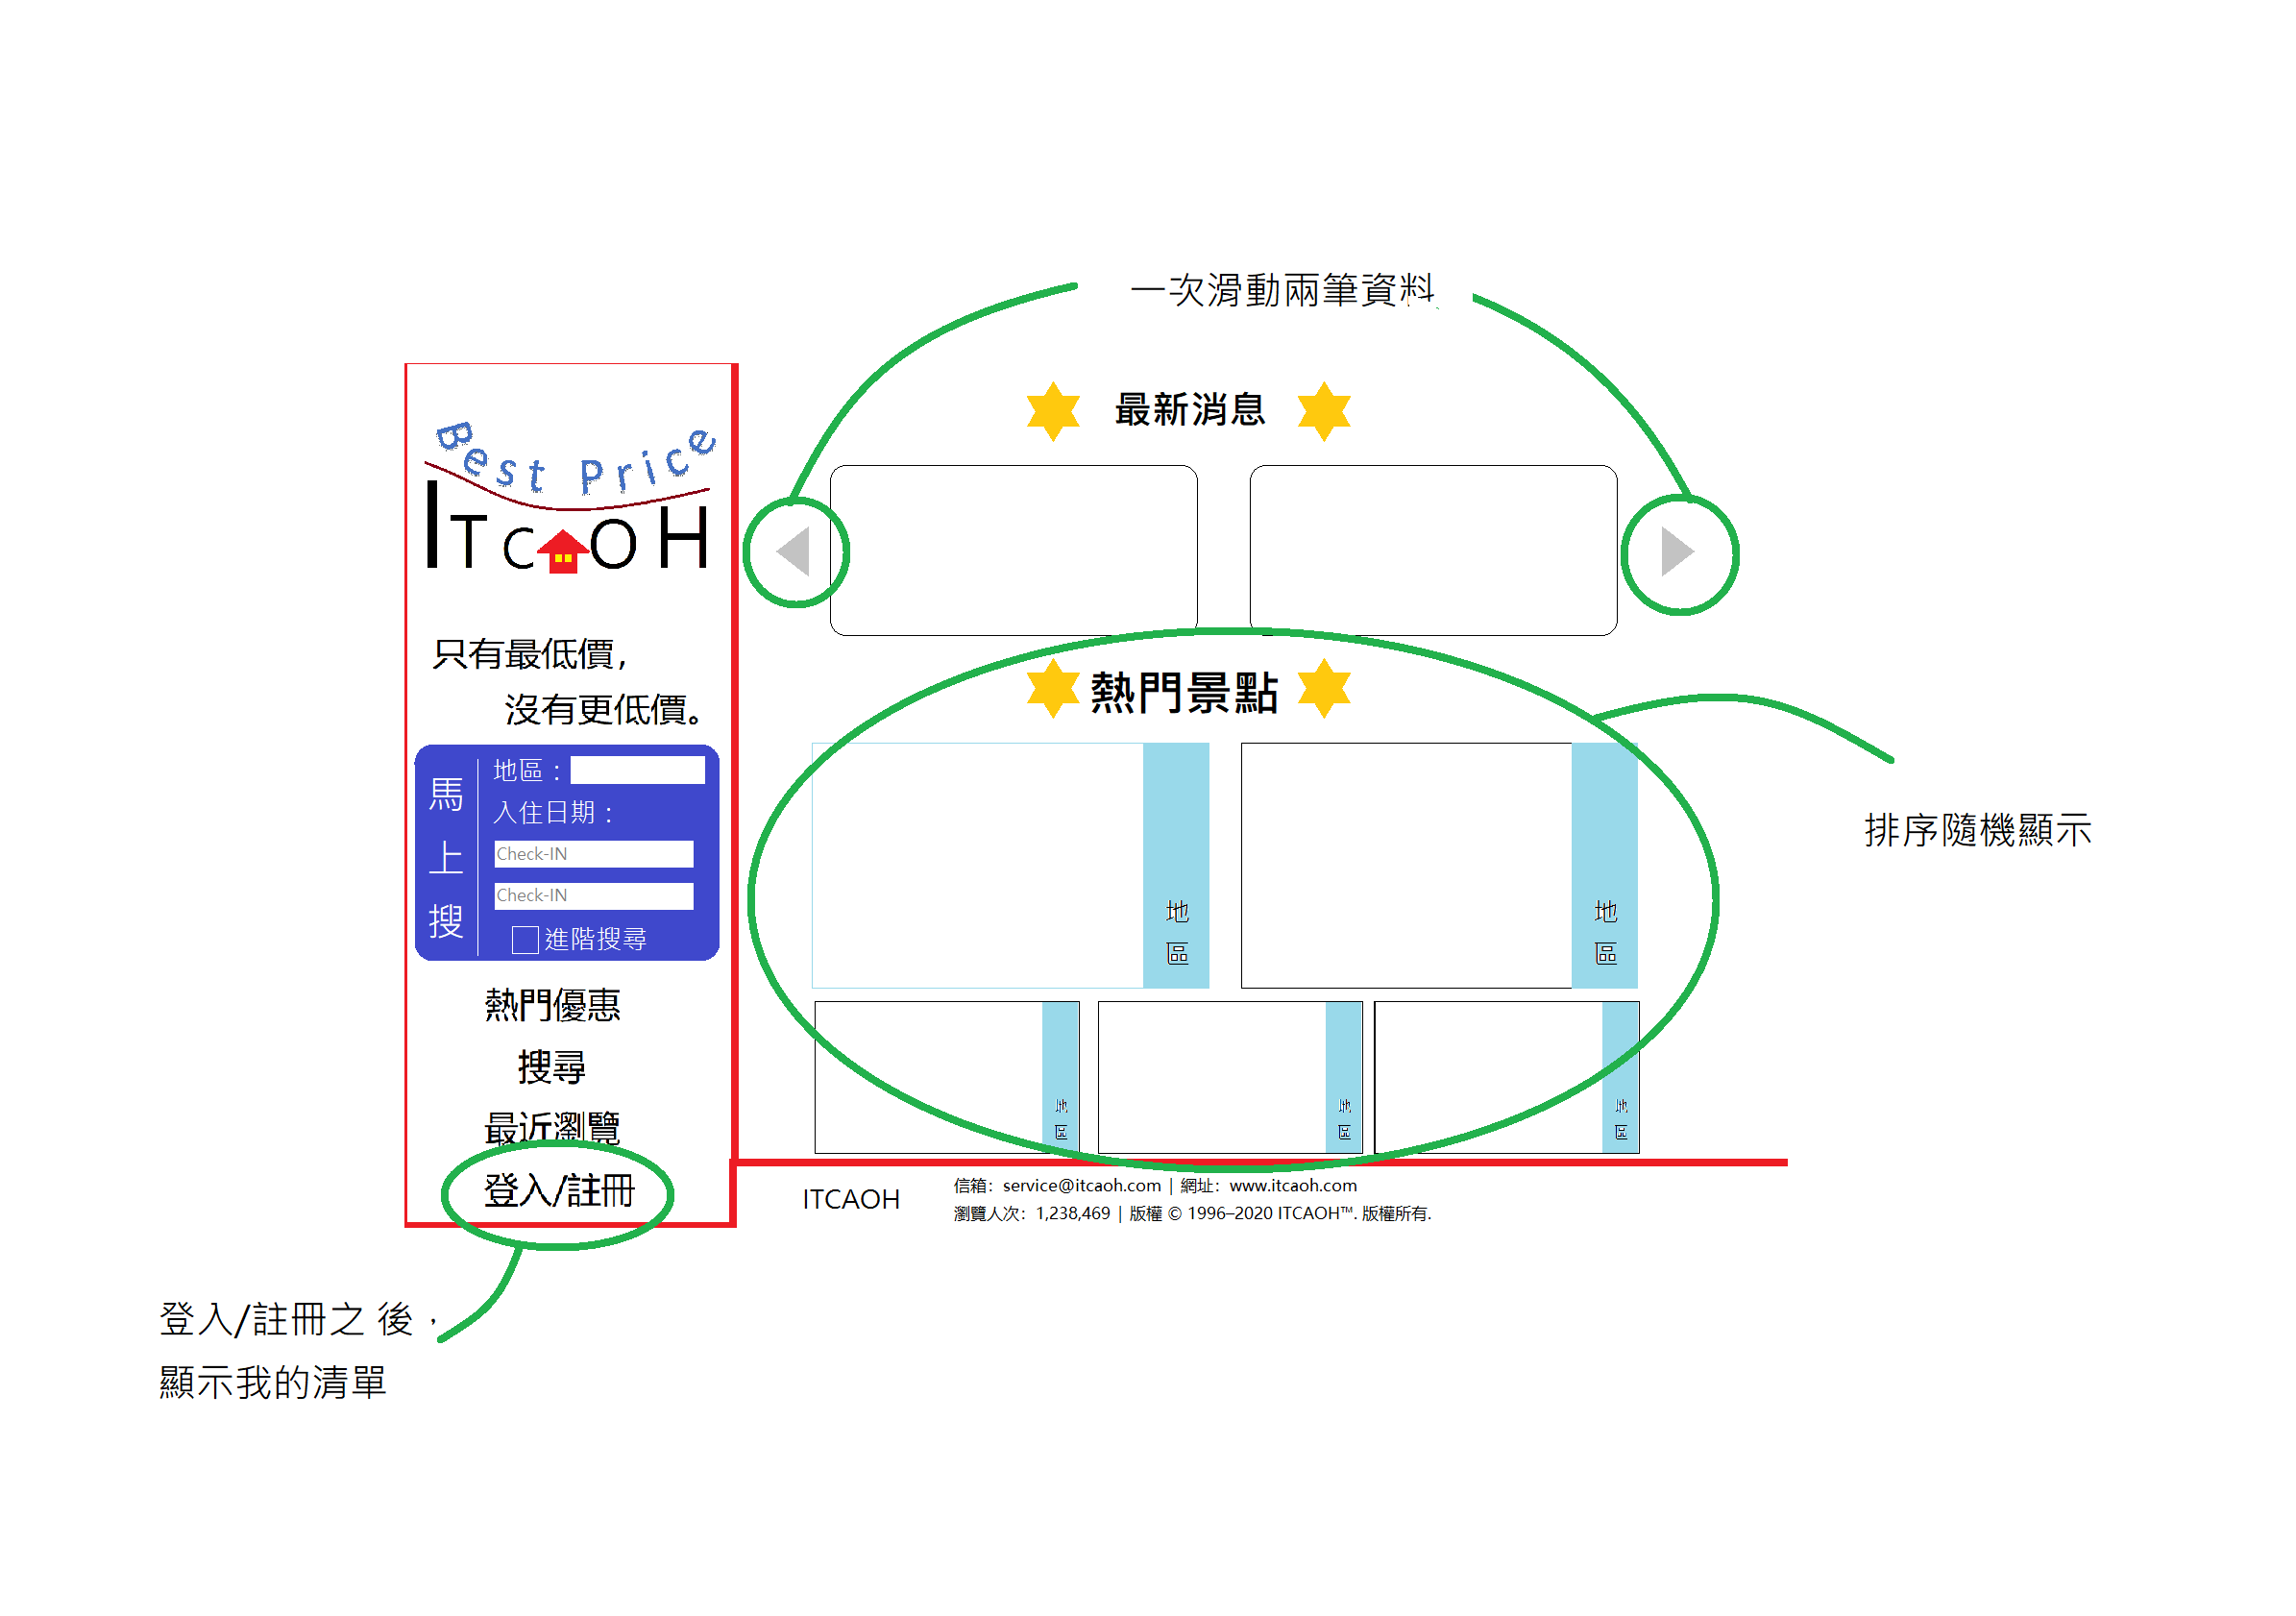 一次滑動兩筆資料
最新消息
Best Price
ITCAOH
只有最低價,
沒有更低價。
馬上搜
地區：
入住日期：
Check-IN
Check-IN
進階搜尋
熱門優惠
搜尋
最近瀏覽
登入/註冊
熱門景點
地區
地區
地區
地區
地區
排序隨機顯示
ITCAOH
信箱: service@itcaoh.com | 網址: www.itcaoh.com
瀏覽人次: 1,238,469 | 版權 © 1996–2020 ITCAOH™. 版權所有.
登入/註冊之 後，
顯示我的清單